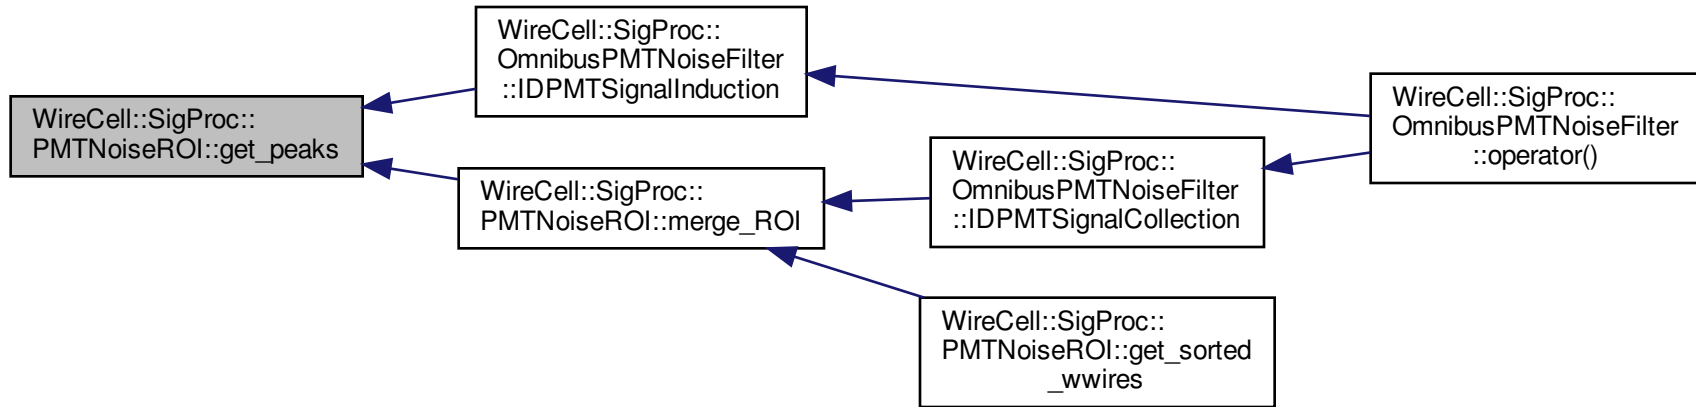 WireCell::SigProc::
PMTNoiseROI::get_peaks
WireCell::SigProc::
OmnibusPMTNoiseFilter
::IDPMTSignalInduction
WireCell::SigProc::
PMTNoiseROI::merge_ROI
WireCell::SigProc::
OmnibusPMTNoiseFilter
::IDPMTSignalCollection
WireCell::SigProc::
PMTNoiseROI::get_sorted
_wwires
WireCell::SigProc::
OmnibusPMTNoiseFilter
::operator()